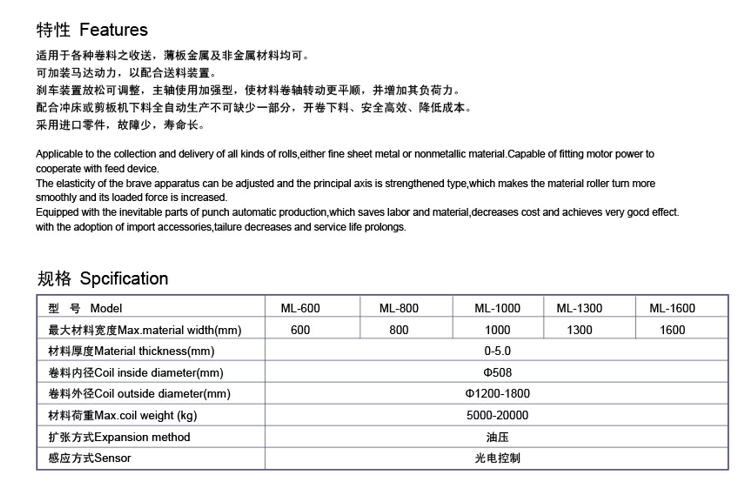 特性 Features
适用于各种卷料之收送，薄板金属及非金属材料均可。
可加装马达动力，以配合送料装置。
刹车装置放松可调整，主轴使用加强型，使材料卷轴转动更平顺，并增加其负荷力。
配合冲床或剪板机下料全自动生产不可缺少一部分，开卷下料、安全高效、降低成本。
采用进口零件，故障少，寿命长。
Applicable to the collection and delivery of all kinds of rolls,either fine sheet metal or nonmetallic material.Capable of fitting motor power to
cooperate with feed device.
The elasticity of the brave apparatus can be adjusted and the principal axis is strengthened type,which makes the material roller turn more
smoothly and its loaded force is increased.
Equipped with the inevitable parts of punch automatic production,which saves labor and material,decreases cost and achieves very gocd effect.
with the adoption of import accessories,tailure decreases and service life prolongs.
规格 Spcification
型 号 Model ML-600 ML-800 ML-1000 ML-1300 ML-1600
最大材料宽度Max.material width(mm) 600 800 1000 1300 1600
材料厚度Material thickness(mm) 0-5.0
卷料内径Coil inside diameter(mm) Φ508
卷料外径Coil outside diameter(mm) Φ1200-1800
材料荷重Max.coil weight (kg) 5000-20000
扩张方式Expansion method 油压
感应方式Sensor 光电控制